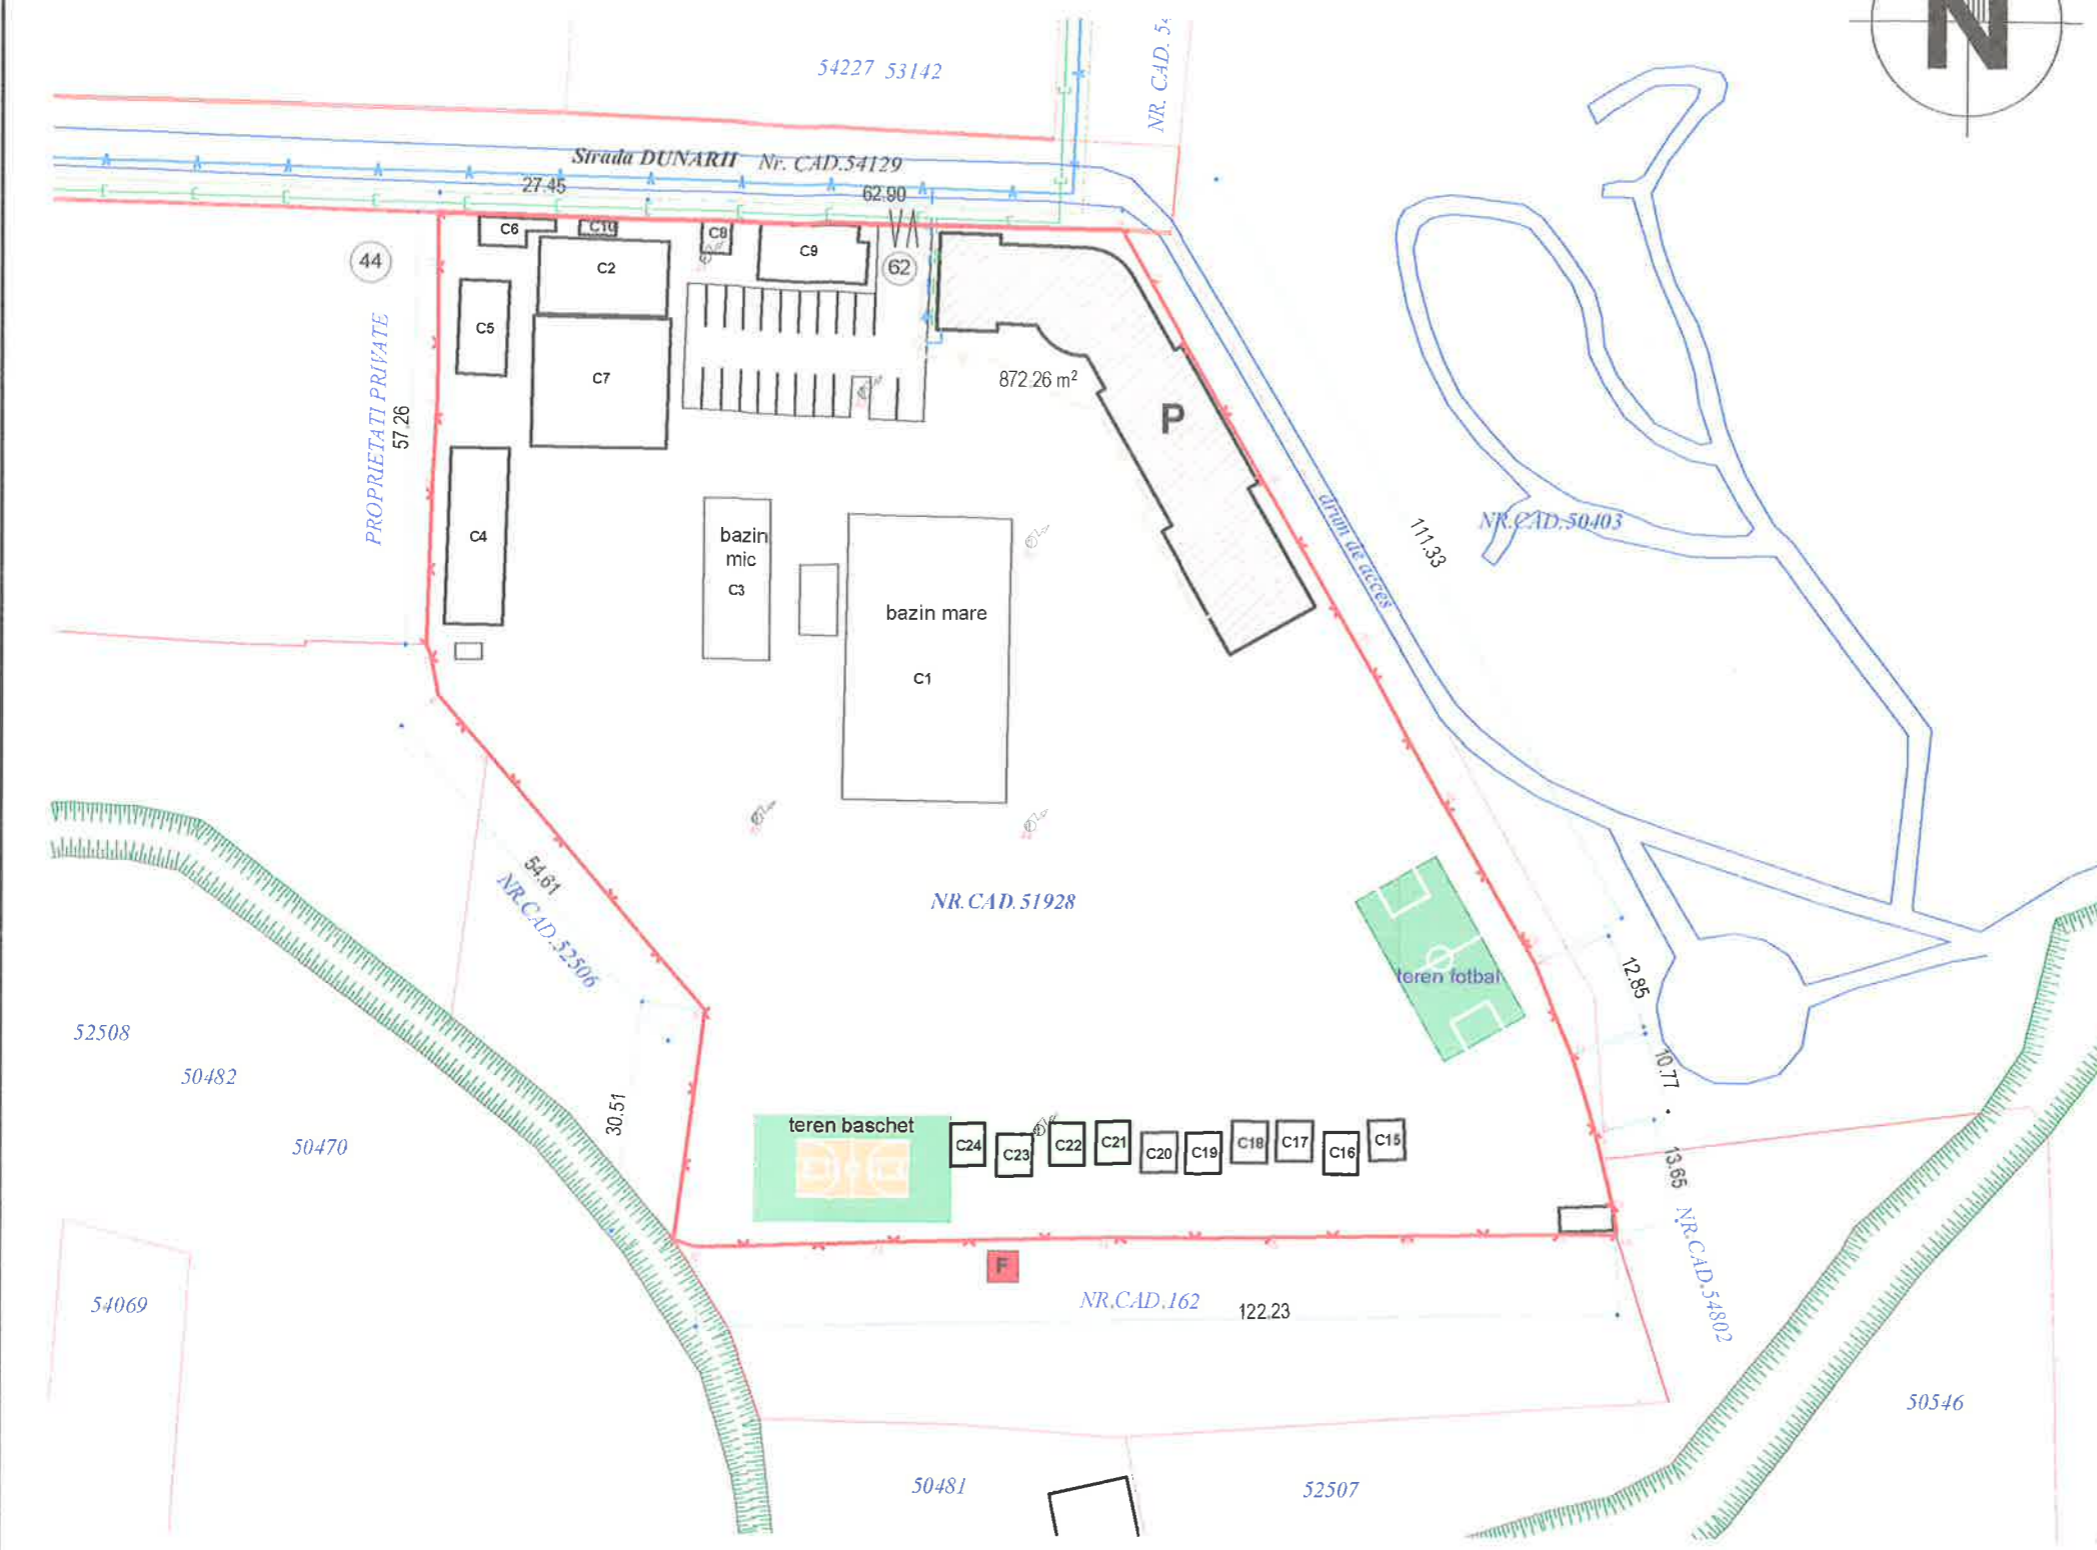 N
54227 53142
NR. CAD.
Strada DUNARII Nr. CAD.54129
27.45
62.90
C6
C10
C8
C9
44
C2
62
C5
C7
872.26 m²
P
PROPRIETATI PRIVATE
57.26
C4
bazin
mic
C3
bazin mare
C1
drum de acces
111.33
NR.CAD.50403
54.61
NR.CAD.52506
NR.CAD.51928
teren fotbal
12.85
10.77
13.65
NR.CAD.54802
52508
50482
50470
30.51
teren baschet
C24
C23
C22
C21
C20
C19
C18
C17
C16
C15
F
NR.CAD.162
122.23
54069
50546
50481
52507